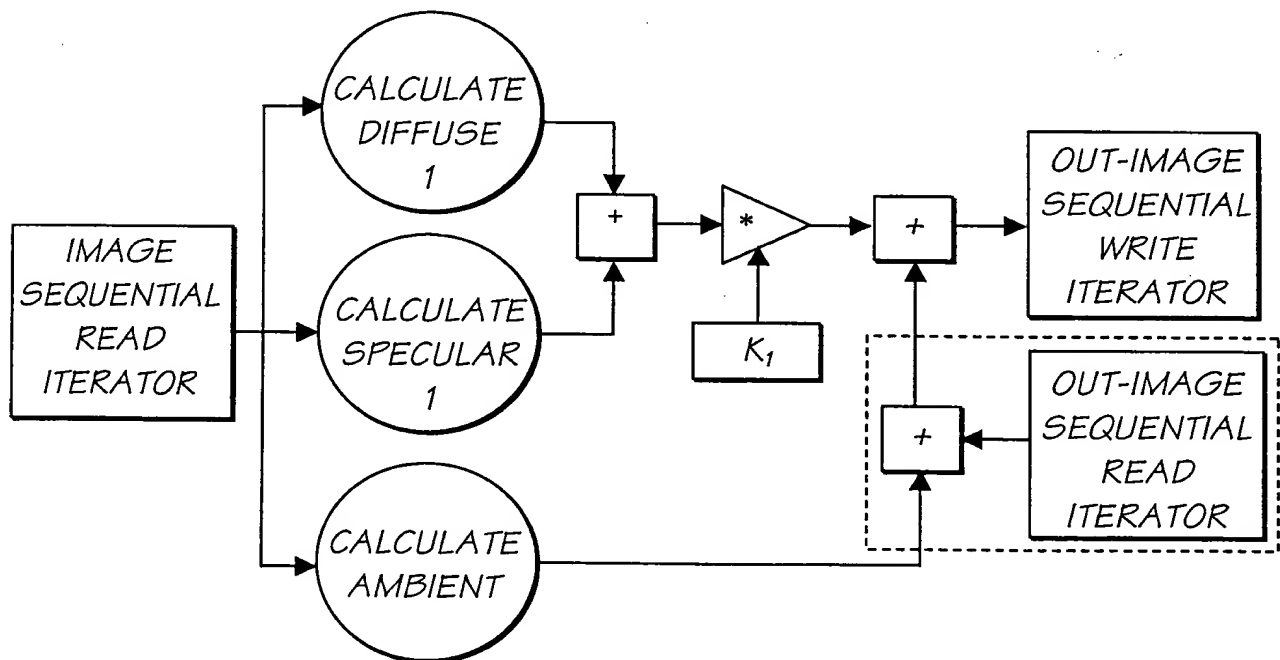 CALCULATE
DIFFUSE
1
IMAGE
SEQUENTIAL
READ
ITERATOR
CALCULATE
SPECULAR
1
CALCULATE
AMBIENT
+
*
K1
+
OUT-IMAGE
SEQUENTIAL
WRITE
ITERATOR
+
OUT-IMAGE
SEQUENTIAL
READ
ITERATOR